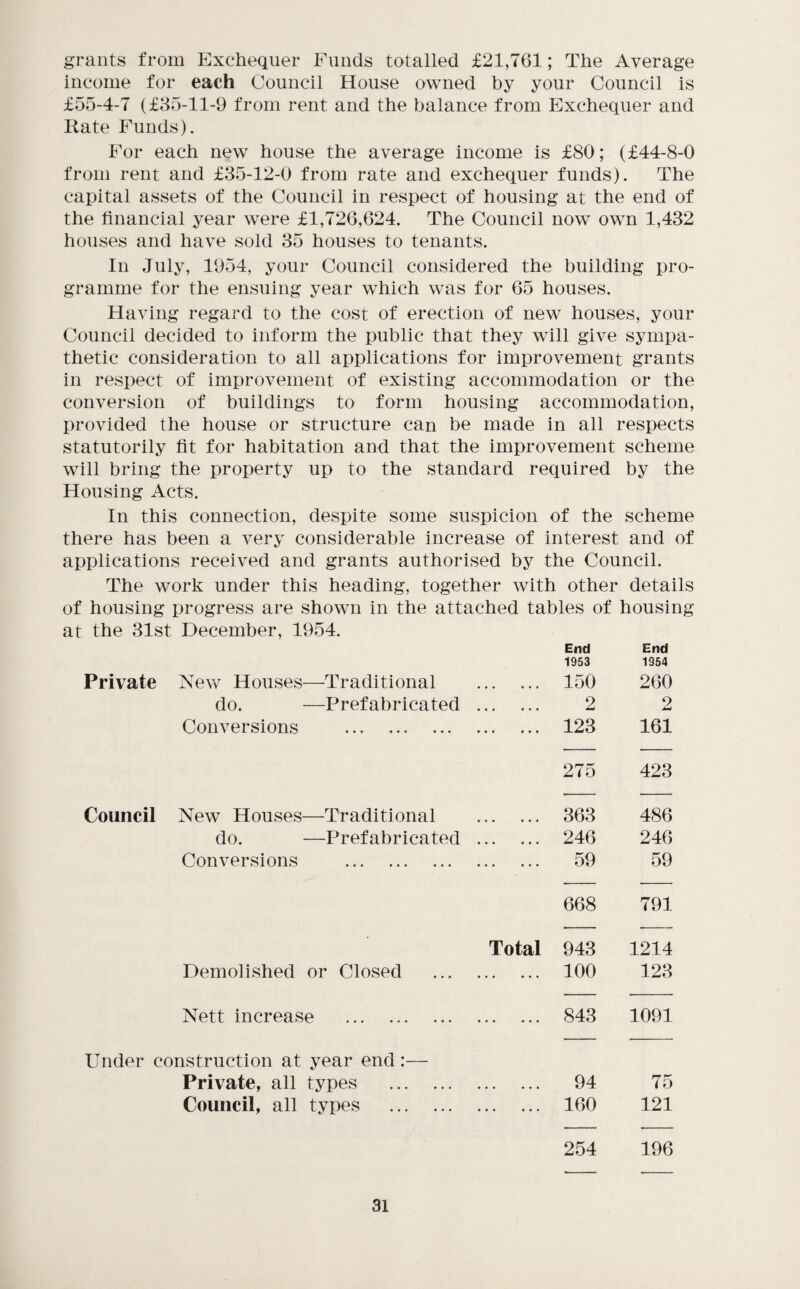 grants from Exchequer Funds totalled £21,761; The Average
income for each Council House owned by your Council is
£55-4-7 (£35-11-9 from rent and the balance from Exchequer and
Rate Funds).
For each new house the average income is £80; (£44-8-0
from rent and £35-12-0 from rate and exchequer funds). The
capital assets of the Council in respect of housing at the end of
the financial year were £1,726,624. The Council now own 1,432
houses and have sold 35 houses to tenants.
In July, 1954, your Council considered the building pro-
gramme for the ensuing year which was for 65 houses.
Having regard to the cost of erection of new houses, your
Council decided to inform the public that they will give sympa-
thetic consideration to all applications for improvement grants
in respect of improvement of existing accommodation or the
conversion of buildings to form housing accommodation,
provided the house or structure can be made in all respects
statutorily fit for habitation and that the improvement scheme
will bring the property up to the standard required by the
Housing Acts.
In this connection, despite some suspicion of the scheme
there has been a very considerable increase of interest and of
applications received and grants authorised by the Council.
The work under this heading, together with other details
of housing progress are shown in the attached tables of housing
at the 31st December, 1954.
End End
1953 1954
Private New Houses—Traditional ... ... 150 260
do. —Prefabricated ... ... 2 2
Conversions ... ... ... ... ... 123 161
275 423
Council New Houses—Traditional ... ... 363 486
do. —Prefabricated ... ... 246 246
Conversions ... ... ... ... ... 59 59
668 791
Total 943 1214
Demolished or Closed ... ... ... 100 123
Nett increase ... ... ... ... ... 843 1091
Under construction at year end:—
Private, all types ... ... ... ... 94 75
Council, all types ... ... ... ... 160 121
254 196
31